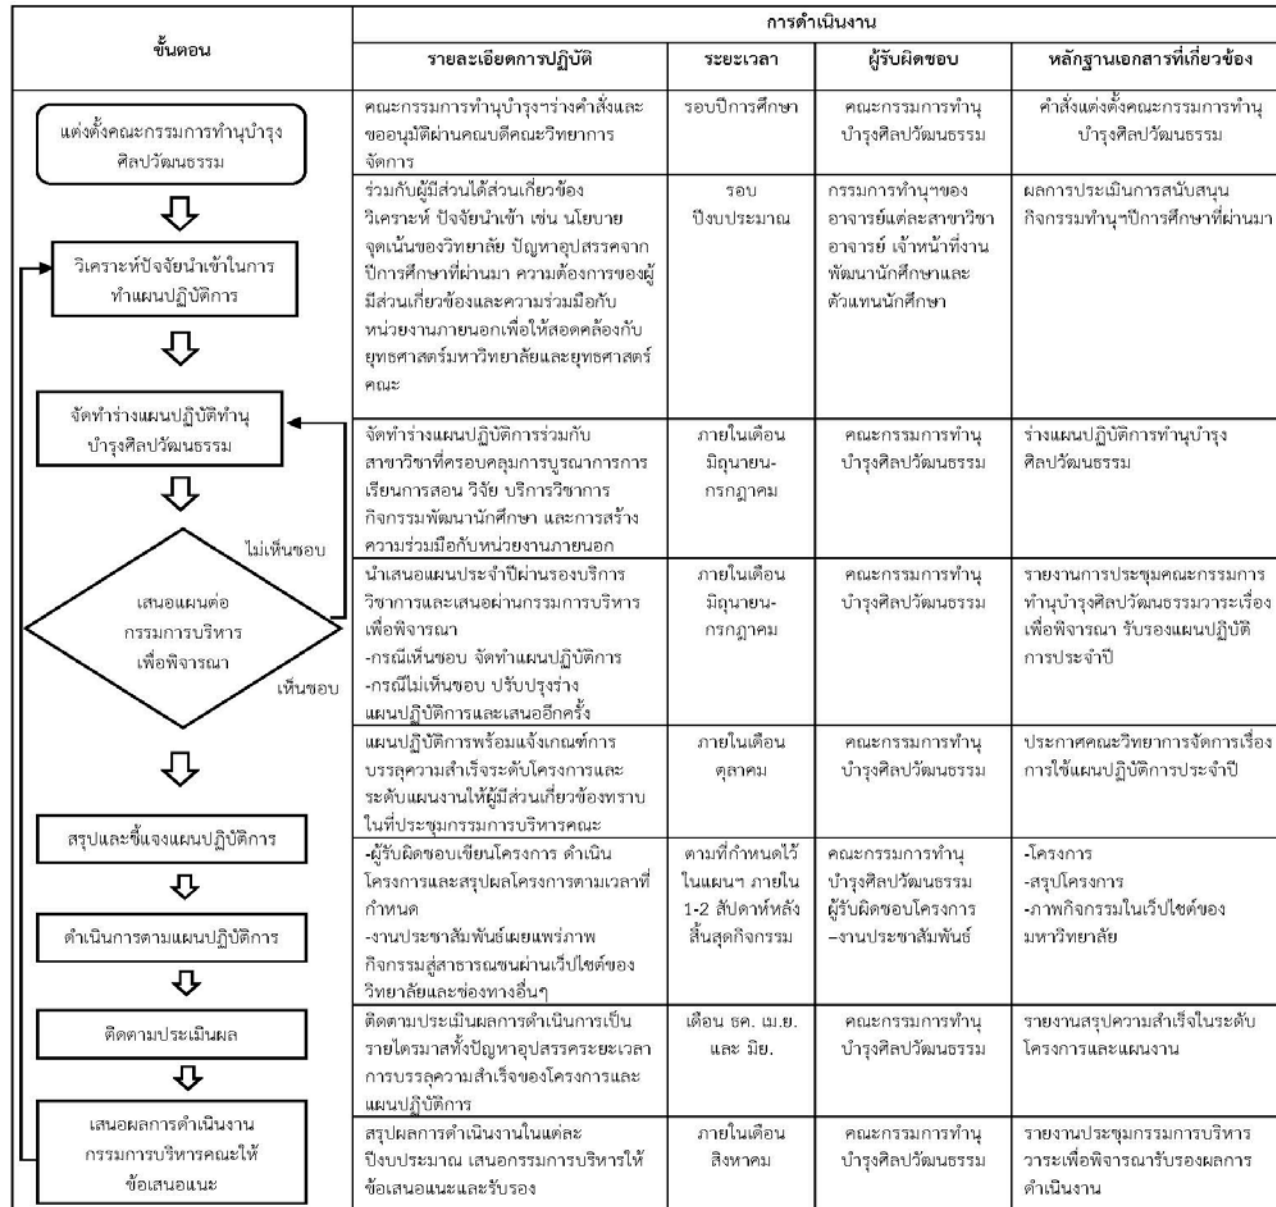 ขั้นตอน
การดำเนินงาน
รายละเอียดการปฏิบัติ
ระยะเวลา
ผู้รับผิดชอบ
หลักฐานเอกสารที่เกี่ยวข้อง
แต่งตั้งคณะกรรมการทำนุบำรุง
ศิลปวัฒนธรรม
คณะกรรมการทำนุบำรุงฯร่างคำสั่งและ
ขออนุมัติผ่านคณบดีคณะวิทยาการ
จัดการ
รอบปีการศึกษา
คณะกรรมการทำนุ
บำรุงศิลปวัฒนธรรม
คำสั่งแต่งตั้งคณะกรรมการทำนุ
บำรุงศิลปวัฒนธรรม
วิเคราะห์ปัจจัยนำเข้าในการ
ทำแผนปฏิบัติการ
ร่วมกับผู้มีส่วนได้ส่วนเกี่ยวข้อง
วิเคราะห์ ปัจจัยนำเข้า เช่น นโยบาย
จุดเน้นของวิทยาลัย ปัญหาอุปสรรคจาก
ปีการศึกษาที่ผ่านมา ความต้องการของผู้
มีส่วนเกี่ยวข้องและความร่วมมือกับ
หน่วยงานภายนอกเพื่อให้สอดคล้องกับ
ยุทธศาสตร์มหาวิทยาลัยและยุทธศาสตร์
คณะ
รอบ
ปีงบประมาณ
กรรมการทำนุฯของ
อาจารย์แต่ละสาขาวิชา
อาจารย์ เจ้าหน้าที่งาน
พัฒนานักศึกษาและ
ตัวแทนนักศึกษา
ผลการประเมินการสนับสนุน
กิจกรรมทำนุฯปีการศึกษาที่ผ่านมา
จัดทำร่างแผนปฏิบัติทำนุ
บำรุงศิลปวัฒนธรรม
จัดทำร่างแผนปฏิบัติการร่วมกับ
สาขาวิชาที่ครอบคลุมการบูรณาการการ
เรียนการสอน วิจัย บริการวิชาการ
กิจกรรมพัฒนานักศึกษา และการสร้าง
ความร่วมมือกับหน่วยงานภายนอก
ภายในเดือน
มิถุนายน-
กรกฎาคม
คณะกรรมการทำนุ
บำรุงศิลปวัฒนธรรม
ร่างแผนปฏิบัติการทำนุบำรุง
ศิลปวัฒนธรรม
ไม่เห็นชอบ
เสนอแผนต่อ
กรรมการบริหาร
เพื่อพิจารณา
เห็นชอบ
นำเสนอแผนประจำปีผ่านรองบริการ
วิชาการและเสนอผ่านกรรมการบริหาร
เพื่อพิจารณา
-กรณีเห็นชอบ จัดทำแผนปฏิบัติการ
-กรณีไม่เห็นชอบ ปรับปรุงร่าง
แผนปฏิบัติการและเสนออีกครั้ง
ภายในเดือน
มิถุนายน-
กรกฎาคม
คณะกรรมการทำนุ
บำรุงศิลปวัฒนธรรม
รายงานการประชุมคณะกรรมการ
ทำนุบำรุงศิลปวัฒนธรรมวาระเรื่อง
เพื่อพิจารณา รับรองแผนปฏิบัติ
การประจำปี
สรุปและชี้แจงแผนปฏิบัติการ
แผนปฏิบัติการพร้อมแจ้งเกณฑ์การ
บรรลุความสำเร็จระดับโครงการและ
ระดับแผนงานให้ผู้มีส่วนเกี่ยวข้องทราบ
ในที่ประชุมกรรมการบริหารคณะ
ภายในเดือน
ตุลาคม
คณะกรรมการทำนุ
บำรุงศิลปวัฒนธรรม
ประกาศคณะวิทยาการจัดการเรื่อง
การใช้แผนปฏิบัติการประจำปี
ดำเนินการตามแผนปฏิบัติการ
-ผู้รับผิดชอบเขียนโครงการ ดำเนิน
โครงการและสรุปผลโครงการตามเวลาที่
กำหนด
-งานประชาสัมพันธ์เผยแพร่ภาพ
กิจกรรมสู่สาธารณชนผ่านเว็ปไซต์ของ
วิทยาลัยและช่องทางอื่นๆ
ตามที่กำหนดไว้
ในแผนฯ ภายใน
1-2 สัปดาห์หลัง
สิ้นสุดกิจกรรม
คณะกรรมการทำนุ
บำรุงศิลปวัฒนธรรม
ผู้รับผิดชอบโครงการ
–งานประชาสัมพันธ์
-โครงการ
-สรุปโครงการ
-ภาพกิจกรรมในเว็ปไซต์ของ
มหาวิทยาลัย
ติดตามประเมินผล
ติดตามประเมินผลการดำเนินการเป็น
รายไตรมาสทั้งปัญหาอุปสรรคระยะเวลา
การบรรลุความสำเร็จของโครงการและ
แผนปฏิบัติการ
เดือน ธค. เม.ย.
และ มิย.
คณะกรรมการทำนุ
บำรุงศิลปวัฒนธรรม
รายงานสรุปความสำเร็จในระดับ
โครงการและแผนงาน
เสนอผลการดำเนินงาน
กรรมการบริหารคณะให้
ข้อเสนอแนะ
สรุปผลการดำเนินงานในแต่ละ
ปีงบประมาณ เสนอกรรมการบริหารให้
ข้อเสนอแนะและรับรอง
ภายในเดือน
สิงหาคม
คณะกรรมการทำนุ
บำรุงศิลปวัฒนธรรม
รายงานประชุมกรรมการบริหาร
วาระเพื่อพิจารณารับรองผลการ
ดำเนินงาน